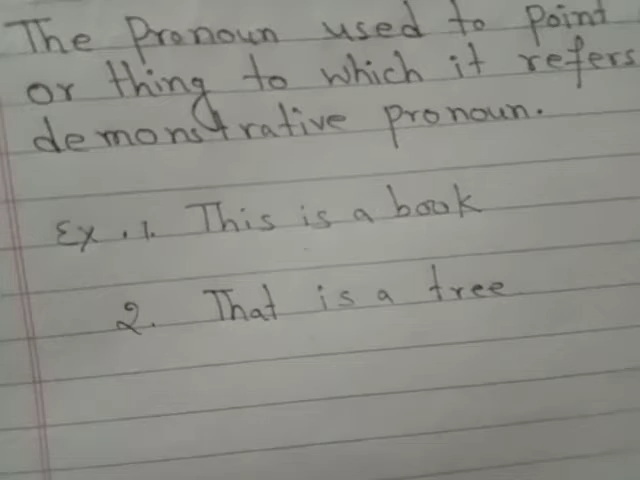 The Pronoun used to point
or thing to which it refers
demonstrative pronoun.
Ex. 1. This is a book
2. That is a tree